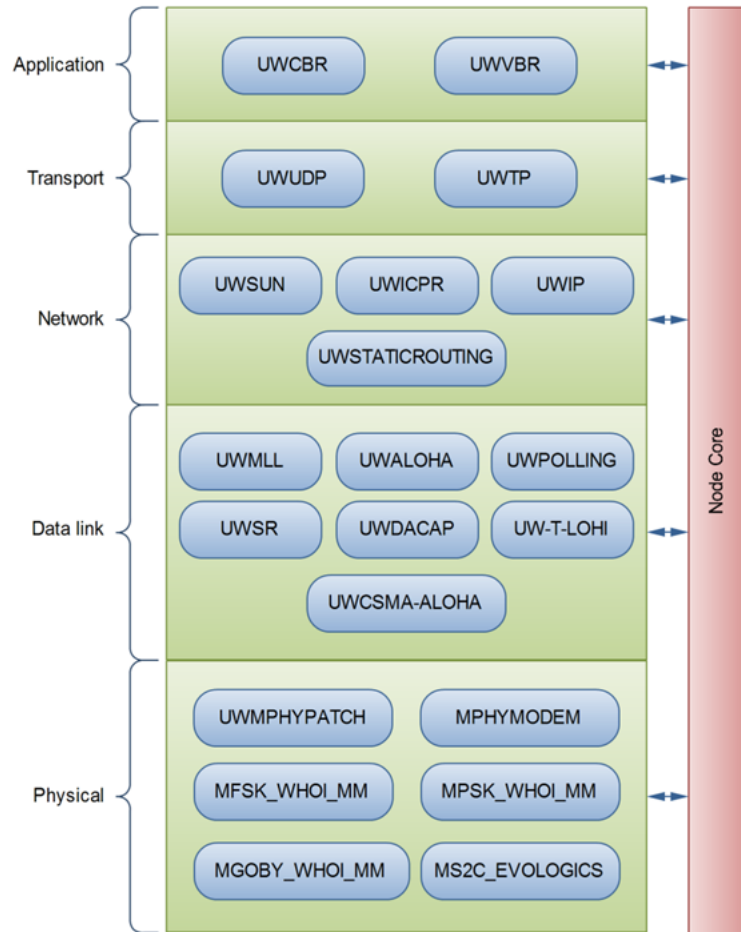 Application
UWCBR
UWVBR
Transport
UWUDP
UWTP
Network
UWSUN
UWICPR
UWIP
UWSTATICROUTING
Data link
UWMLL
UWALOHA
UWPOLLING
UWSR
UWDACAP
UW-T-LOHI
UWCSMA-ALOHA
Physical
UWMPHYPATCH
MPHYMODEM
MFSK_WHOI_MM
MPSK_WHOI_MM
MGOBY_WHOI_MM
MS2C_EVOLOGICS
Node Core